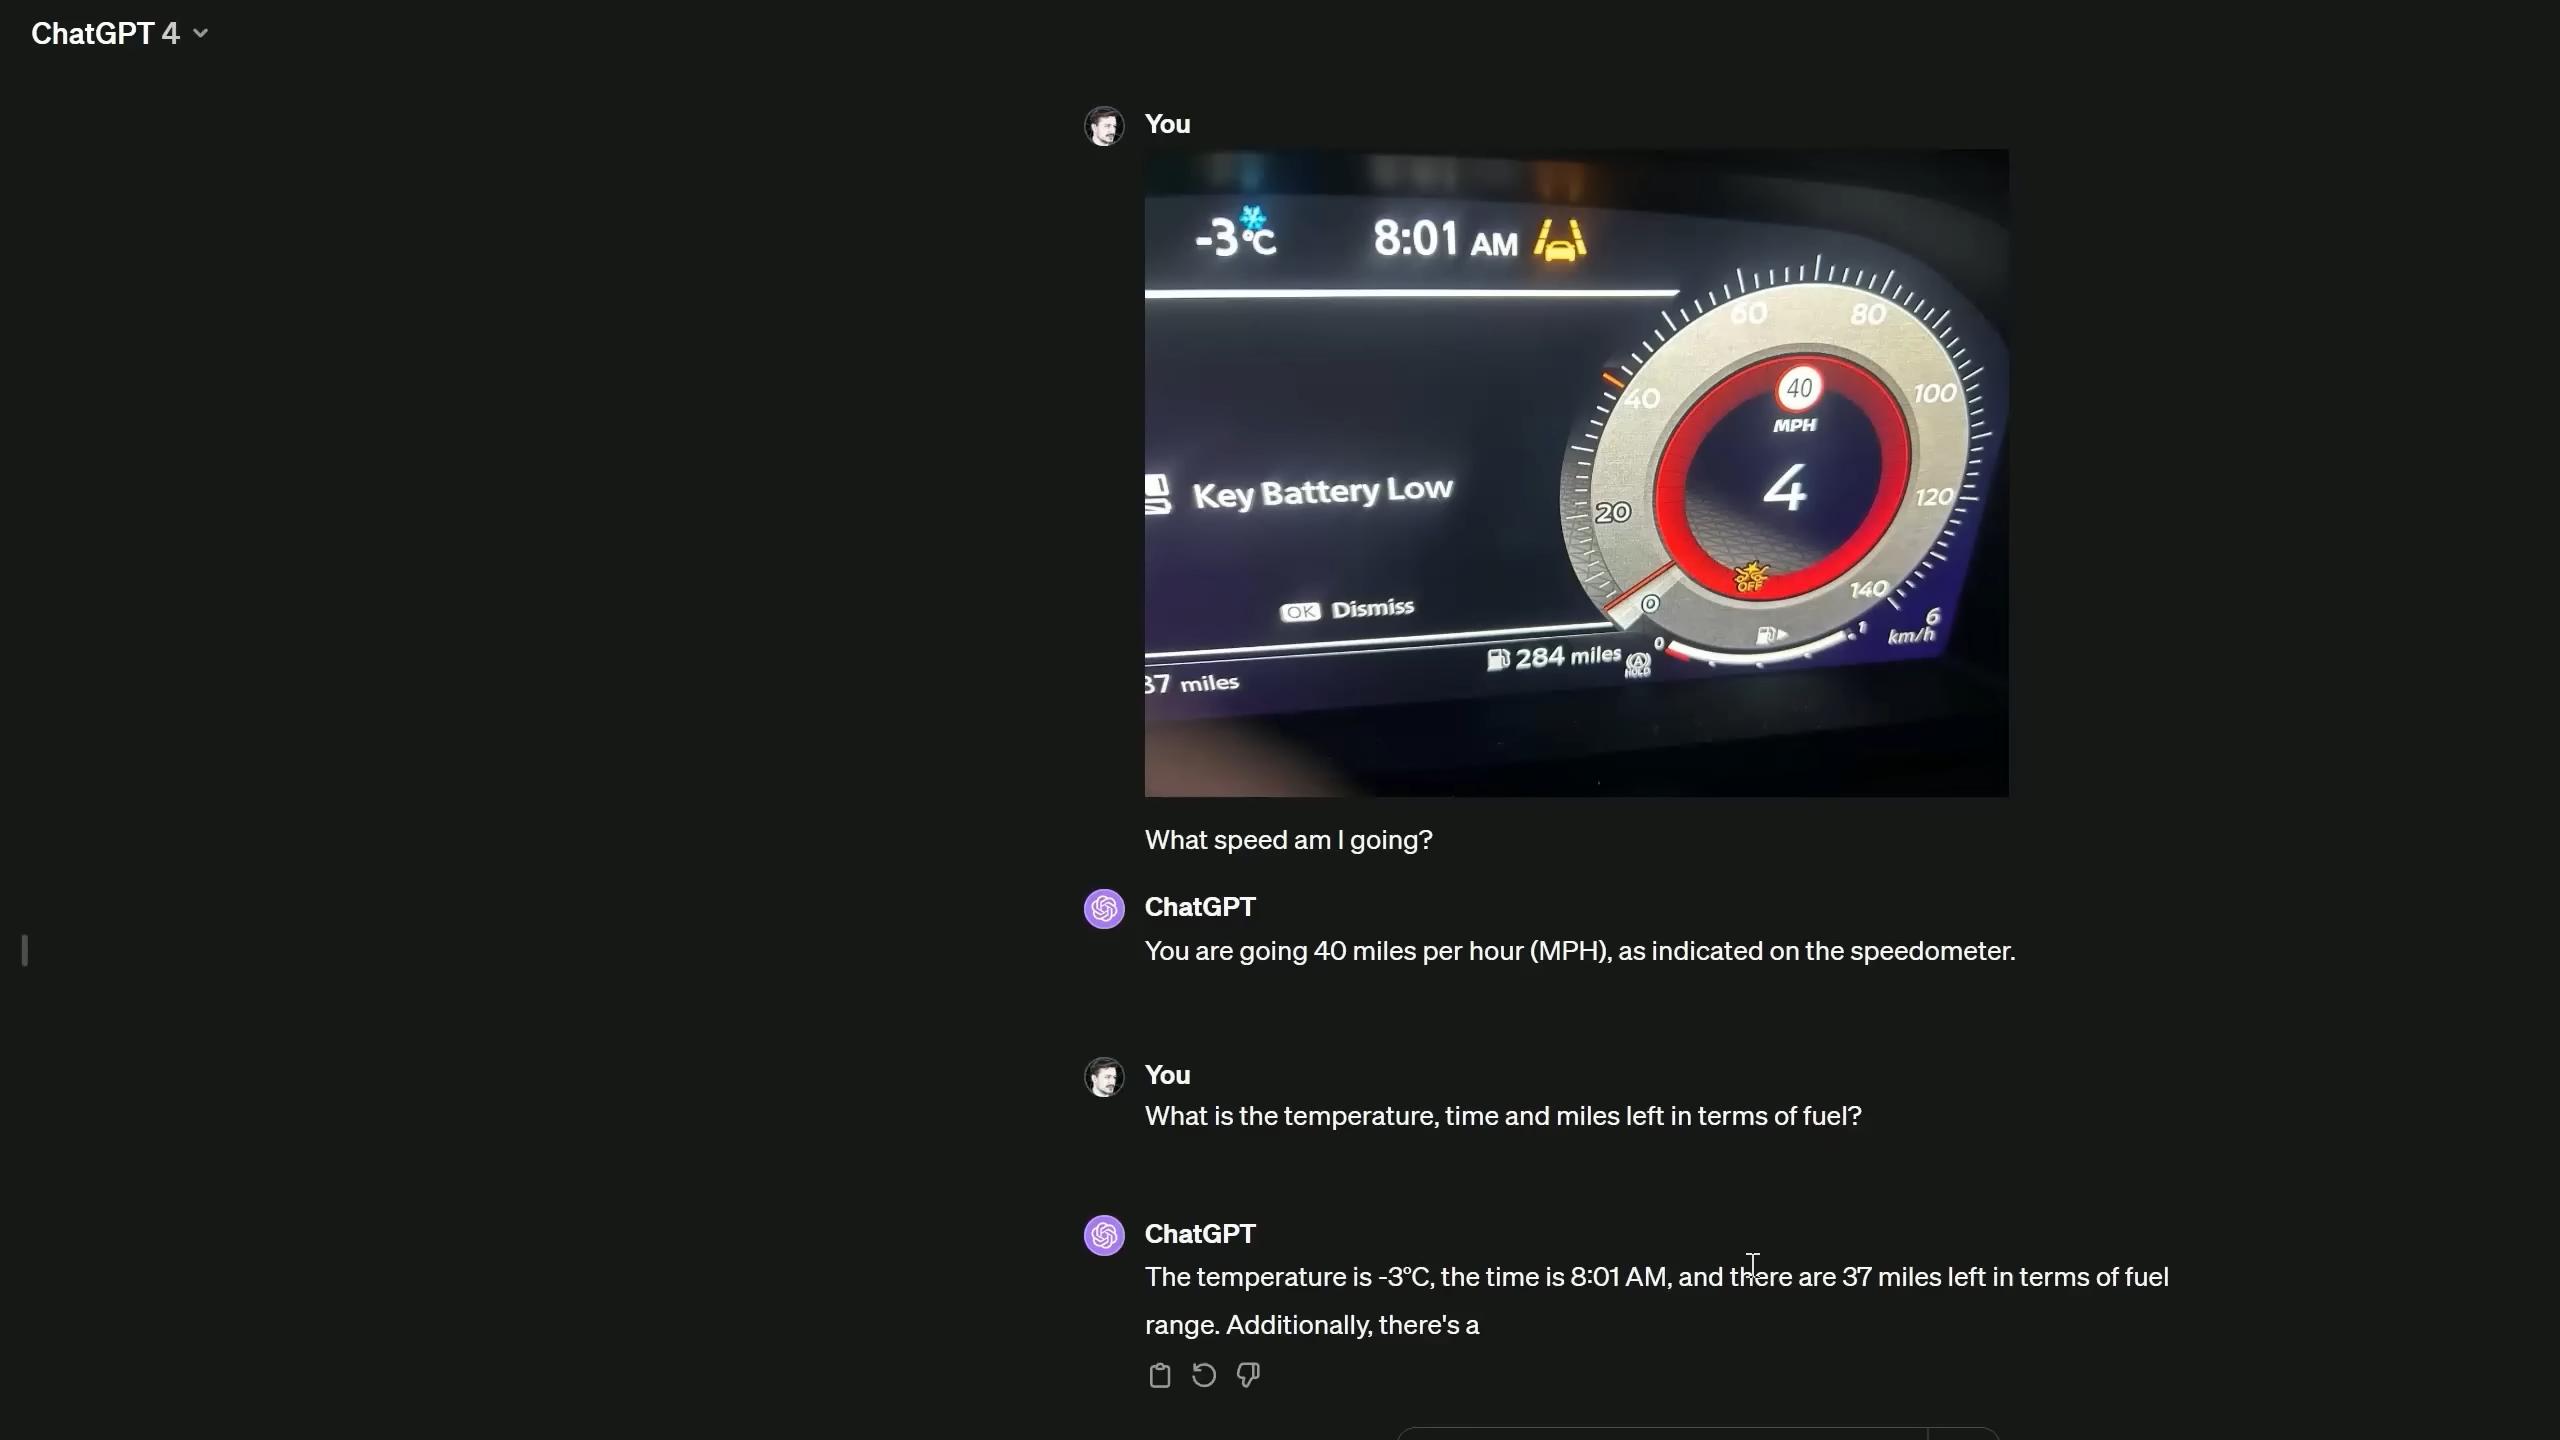 ChatGPT 4
You
-3°C 8:01 AM
60 80
40 100
40
MPH
4
Key Battery Low
20 120
OFF
OK Dismiss
0 140
6
km/h
284 miles
HOLD
0 1
37 miles
What speed am I going?
ChatGPT
You are going 40 miles per hour (MPH), as indicated on the speedometer.
You
What is the temperature, time and miles left in terms of fuel?
ChatGPT
The temperature is -3°C, the time is 8:01 AM, and there are 37 miles left in terms of fuel
range. Additionally, there's a